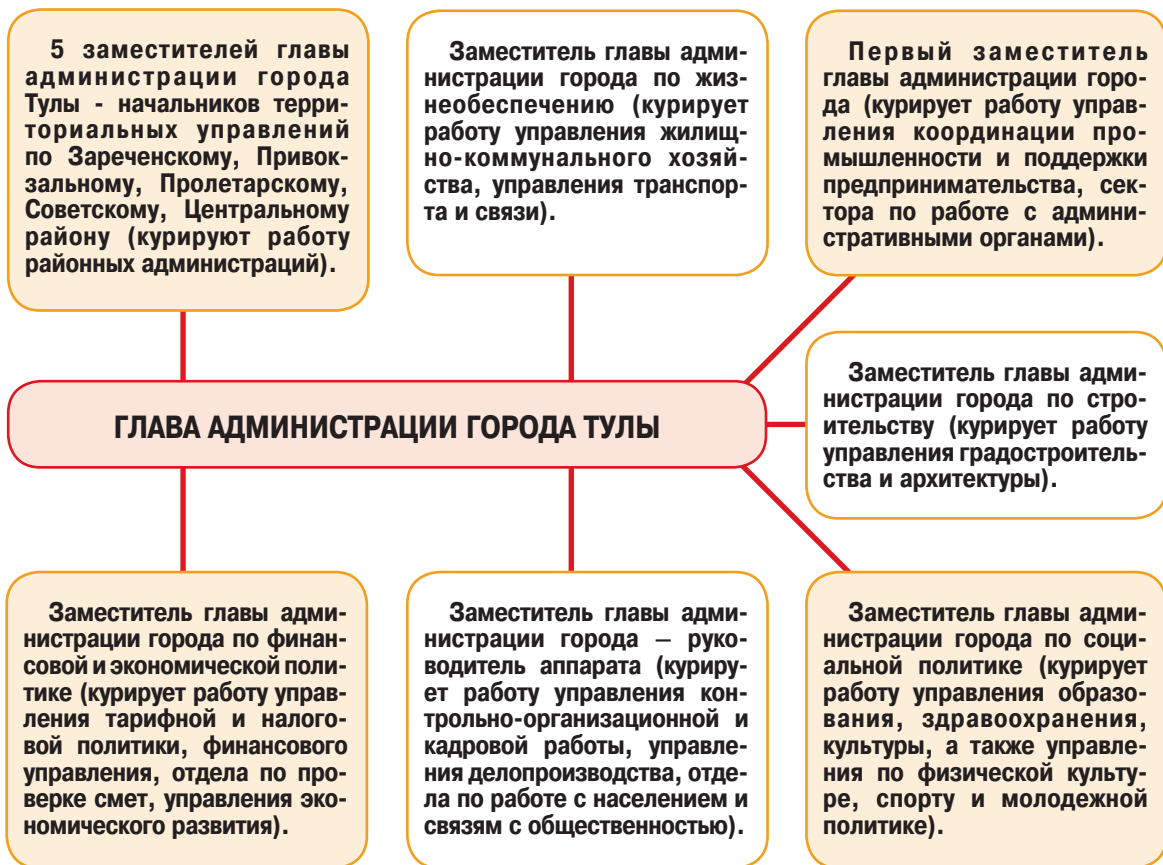 5 заместителей главы
администрации города
Тулы - начальников терри-
ториальных управлений
по Зареченскому, Привок-
зальному, Пролетарскому,
Советскому, Центральному
району (курируют работу
районных администраций).
Заместитель главы адми-
нистрации города по жиз-
необеспечению (курирует
работу управления жилищ-
но-коммунального хозяй-
ства, управления транспор-
та и связи).
Первый заместитель
главы администрации горо-
да (курирует работу управ-
ления координации про-
мышленности и поддержки
предпринимательства, сек-
тора по работе с админи-
стративными органами).
ГЛАВА АДМИНИСТРАЦИИ ГОРОДА ТУЛЫ
Заместитель главы адми-
нистрации города по стро-
ительству (курирует работу
управления градостроитель-
ства и архитектуры).
Заместитель главы адми-
нистрации города по финан-
совой и экономической поли-
тике (курирует работу управ-
ления тарифной и налого-
вой политики, финансового
управления, отдела по про-
верке смет, управления эко-
номического развития).
Заместитель главы адми-
нистрации города – руко-
водитель аппарата (куриру-
ет работу управления кон-
трольно-организационной и
кадровой работы, управле-
ния делопроизводства, отде-
ла по работе с населением и
связям с общественностью).
Заместитель главы адми-
нистрации города по соци-
альной политике (курирует
работу управления образо-
вания, здравоохранения,
культуры, а также управле-
ния по физической культу-
ре, спорту и молодежной
политике).